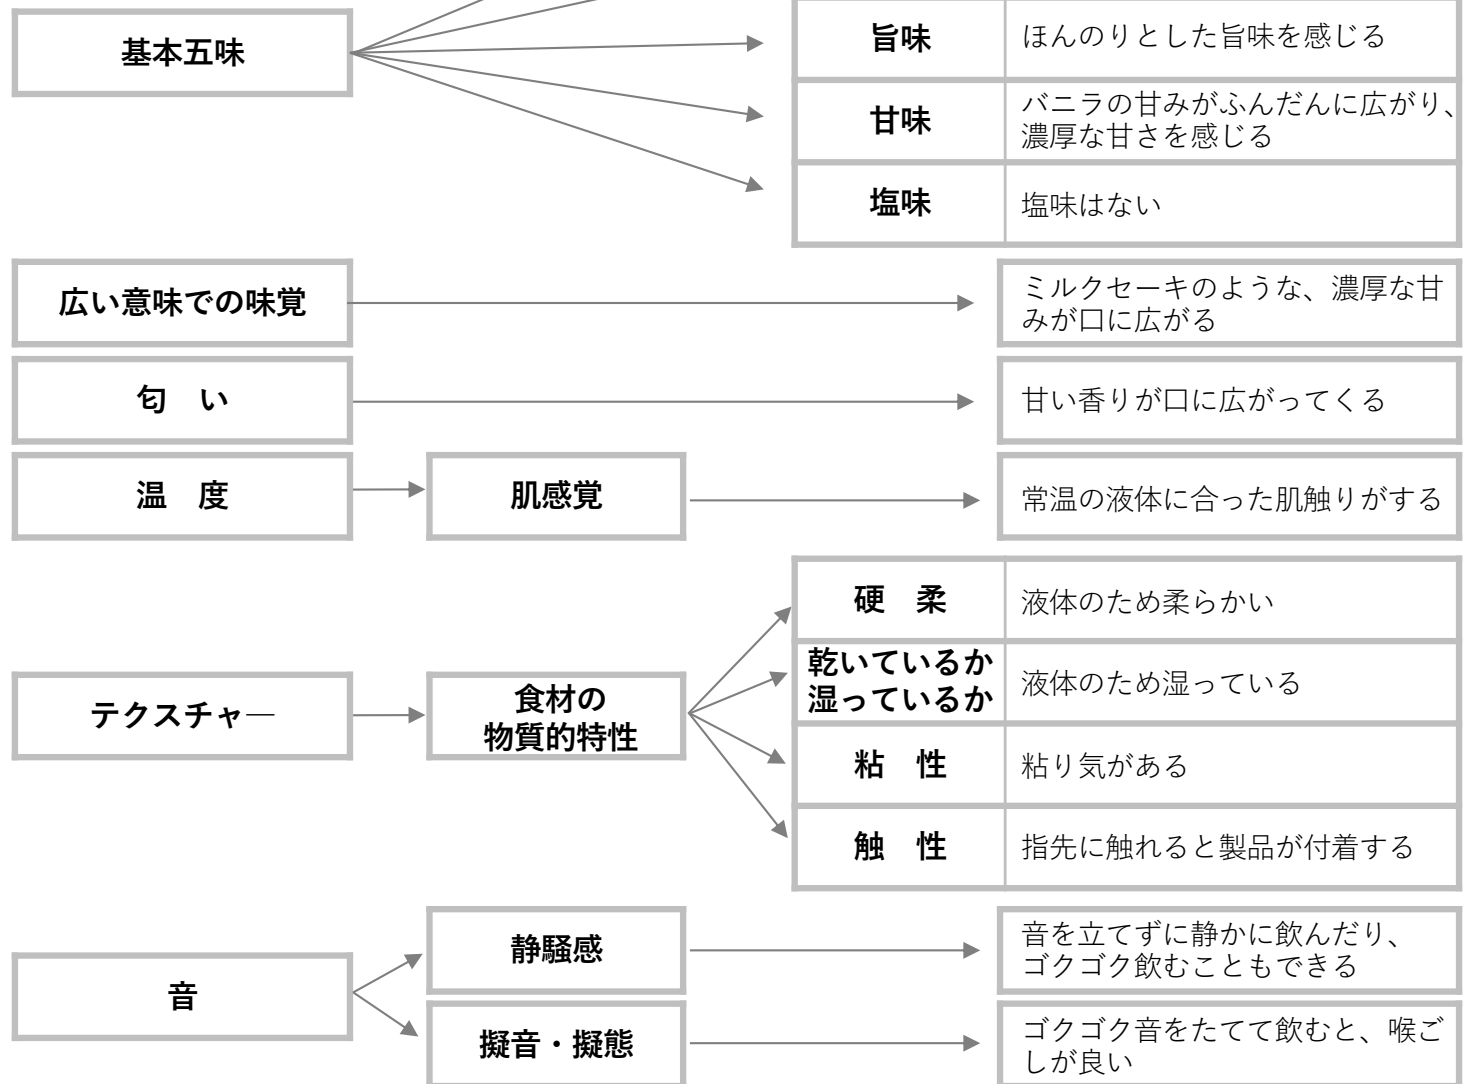 基本五味
旨味
ほんのりとした旨味を感じる
甘味
バニラの甘みがふんだんに広がり、
濃厚な甘さを感じる
塩味
塩味はない
広い意味での味覚
ミルクセーキのような、濃厚な甘
みが口に広がる
匂　い
甘い香りが口に広がってくる
温　度
肌感覚
常温の液体に合った肌触りがする
テクスチャ―
食材の
物質的特性
硬　柔
液体のため柔らかい
乾いているか
湿っているか
液体のため湿っている
粘　性
粘り気がある
触　性
指先に触れると製品が付着する
音
静騒感
音を立てずに静かに飲んだり、
ゴクゴク飲むこともできる
擬音・擬態
ゴクゴク音をたてて飲むと、喉ご
しが良い